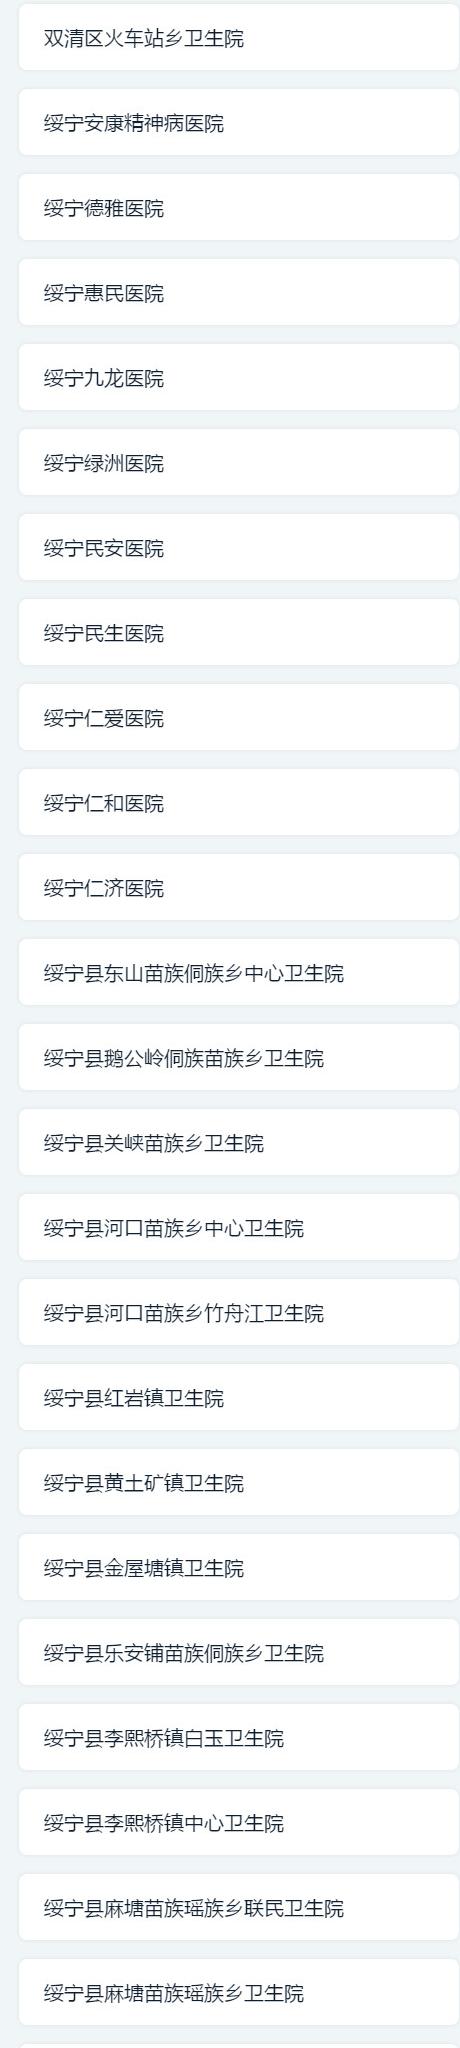 双清区火车站乡卫生院
绥宁安康精神病医院
绥宁德雅医院
绥宁惠民医院
绥宁九龙医院
绥宁绿洲医院
绥宁民安医院
绥宁民生医院
绥宁仁爱医院
绥宁仁和医院
绥宁仁济医院
绥宁县东山苗族侗族乡中心卫生院
绥宁县鹅公岭侗族苗族乡卫生院
绥宁县关峡苗族乡卫生院
绥宁县河口苗族乡中心卫生院
绥宁县河口苗族乡竹舟江卫生院
绥宁县红岩镇卫生院
绥宁县黄土矿镇卫生院
绥宁县金屋塘镇卫生院
绥宁县乐安铺苗族侗族乡卫生院
绥宁县李熙桥镇白玉卫生院
绥宁县李熙桥镇中心卫生院
绥宁县麻塘苗族瑶族乡联民卫生院
绥宁县麻塘苗族瑶族乡卫生院